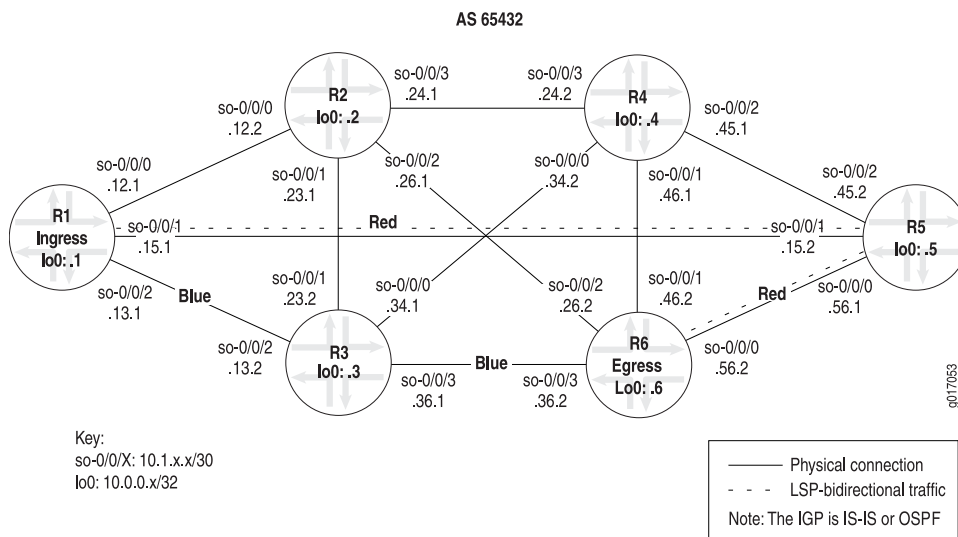 AS 65432
so-0/0/3
.24.1
so-0/0/3
.24.2
R2
lo0: .2
R4
lo0: .4
so-0/0/0
.12.2
so-0/0/2
.45.1
so-0/0/2
.26.1
so-0/0/0
.34.2
so-0/0/0
.12.1
so-0/0/1
.23.1
so-0/0/1
.46.1
so-0/0/2
.45.2
R1
Ingress
lo0: .1
so-0/0/1
.15.1
Red
so-0/0/1
.15.2
R5
lo0: .5
so-0/0/2
.13.1
Blue
so-0/0/1
.23.2
so-0/0/0
.34.1
so-0/0/2
.26.2
so-0/0/1
.46.2
Red
so-0/0/0
.56.1
so-0/0/2
.13.2
R3
lo0: .3
Blue
R6
Egress
Lo0: .6
so-0/0/0
.56.2
so-0/0/3
.36.1
so-0/0/3
.36.2
g017053
Key:
so-0/0/X: 10.1.x.x/30
lo0: 10.0.0.x/32
Physical connection
LSP-bidirectional traffic
Note: The IGP is IS-IS or OSPF